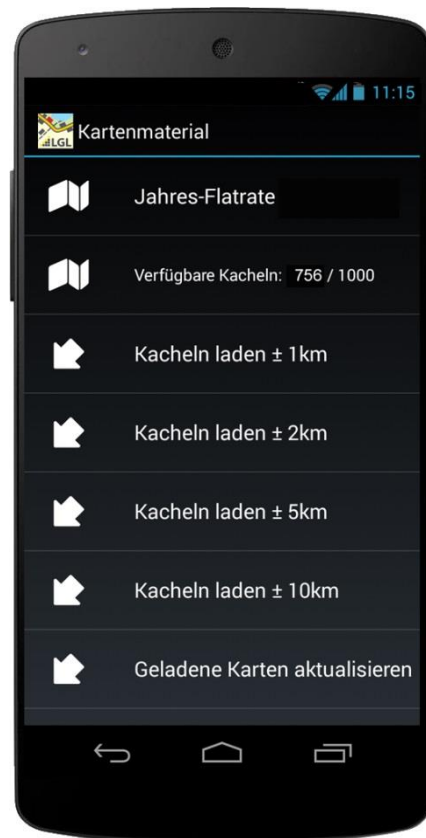 11:15
LGL
Kartenmaterial
Jahres-Flatrate
Verfügbare Kacheln: 756 / 1000
Kacheln laden ± 1km
Kacheln laden ± 2km
Kacheln laden ± 5km
Kacheln laden ± 10km
Geladene Karten aktualisieren